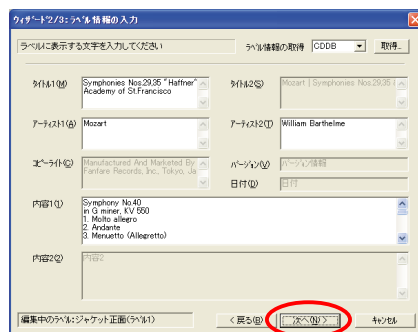 ウィザード2/3:ラベル情報の入力
ラベルに表示する文字を入力してください
ラベル情報の取得 CDDB 取得...
タイトル1(M) Symphonies Nos.29,35 "Haffner"
Academy of St.Francisco
タイトル2(S) Mozart | Symphonies Nos.29,35
アーティスト1(A) Mozart
アーティスト2(T) William Barthelme
コピーライト(C) Manufactured And Marketed By
Fanfare Records, Inc., Tokyo, Ja
バージョン(V) バージョン情報
日付(D) 日付
内容1(1) Symphony No.40
in G miner, KV 550
1. Molto allegro
2. Andante
3. Menuetto (Allegretto)
内容2(2) 内容2
編集中のラベル:ジャケット正面(ラベル1)
< 戻る(B) 次へ(N) > キャンセル